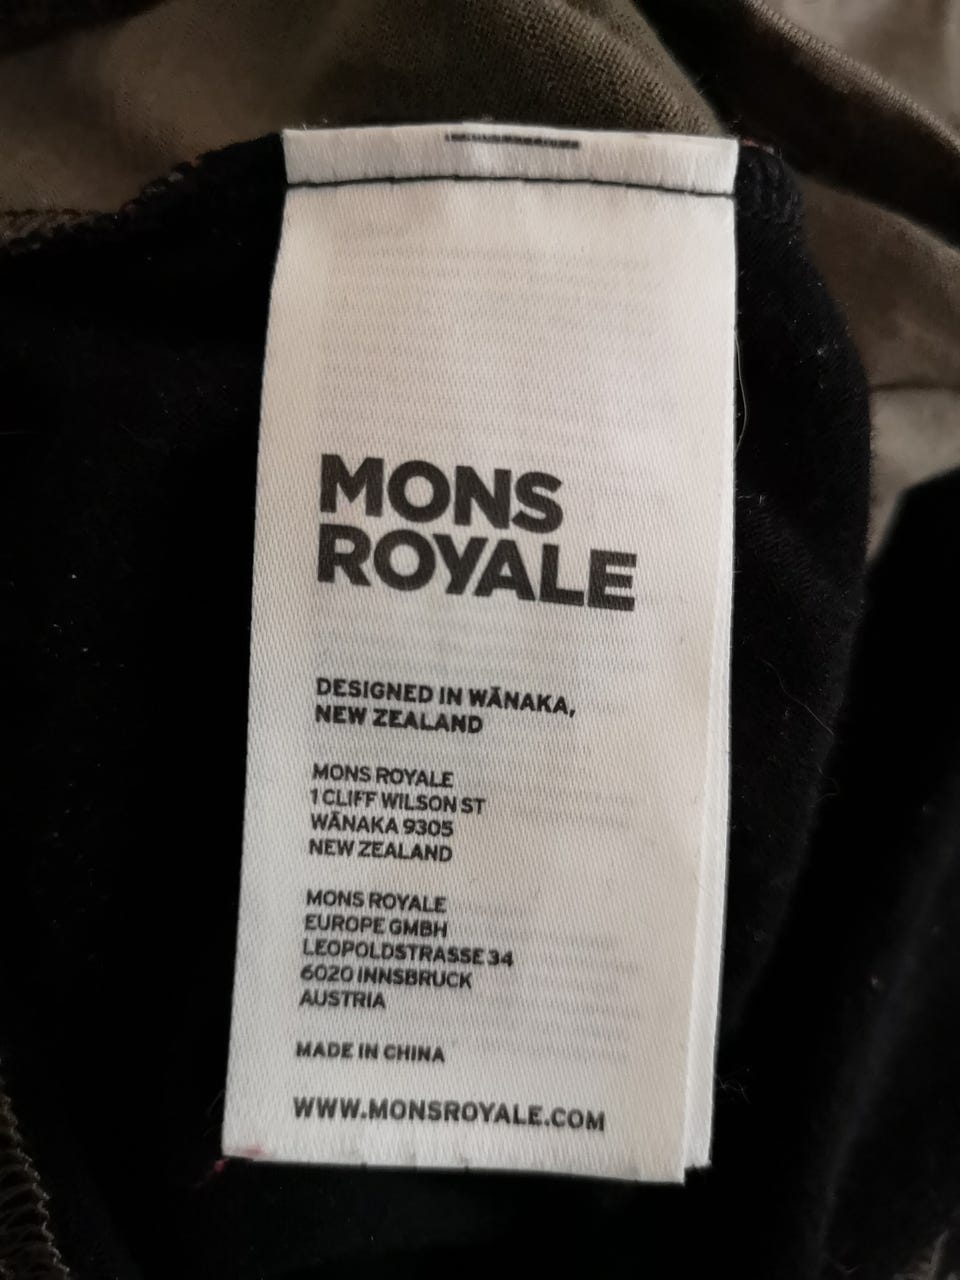 MONS
ROYALE
DESIGNED IN WĀNAKA,
NEW ZEALAND
MONS ROYALE
1 CLIFF WILSON ST
WĀNAKA 9305
NEW ZEALAND
MONS ROYALE
EUROPE GMBH
LEOPOLDSTRASSE 34
6020 INNSBRUCK
AUSTRIA
MADE IN CHINA
WWW.MONSROYALE.COM